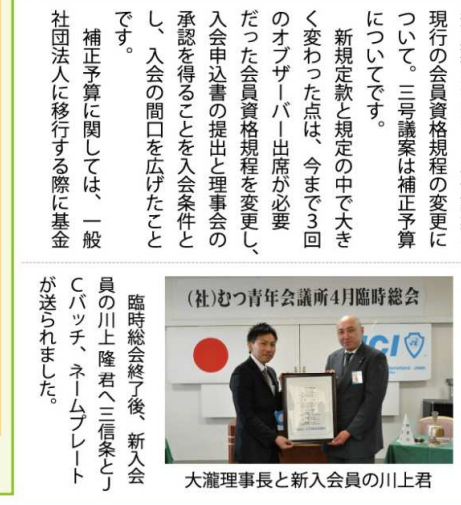 現行の会員資格規程の変更に
ついて。三号議案は補正予算
についてです。
新規定款と規定の中で大き
く変わった点は、今まで3回
のオブザーバー出席が必要
だった会員資格規程を変更し、
入会申込書の提出と理事会の
承認を得ることを入会条件と
し、入会の間口を広げたこと
です。
補正予算に関しては、一般
社団法人に移行する際に基金
臨時総会終了後、新入会
員の川上 隆 君へ三信条とJ
Cバッチ、ネームプレート
が送られました。
(社)むつ青年会議所4月臨時総会
JCI
大瀧理事長と新入会員の川上君